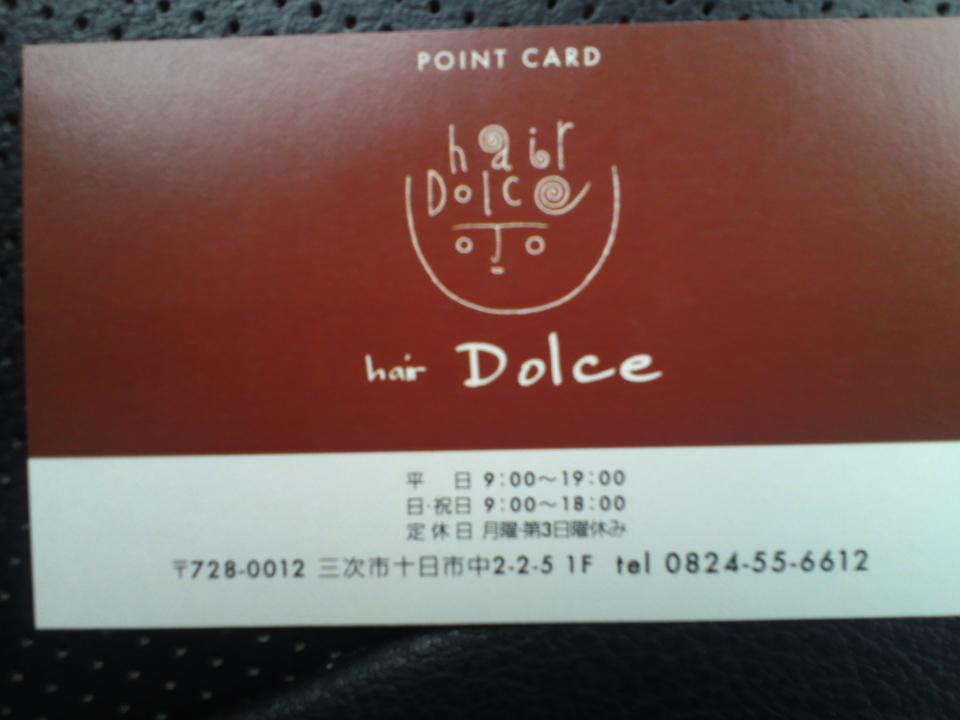 POINT CARD
hair
Dolce
hair Dolce
平 日 9:00～19:00
日·祝日 9:00～18:00
定休日 月曜·第3日曜休み
〒728-0012 三次市十日市中2-2-5 1F tel 0824-55-6612